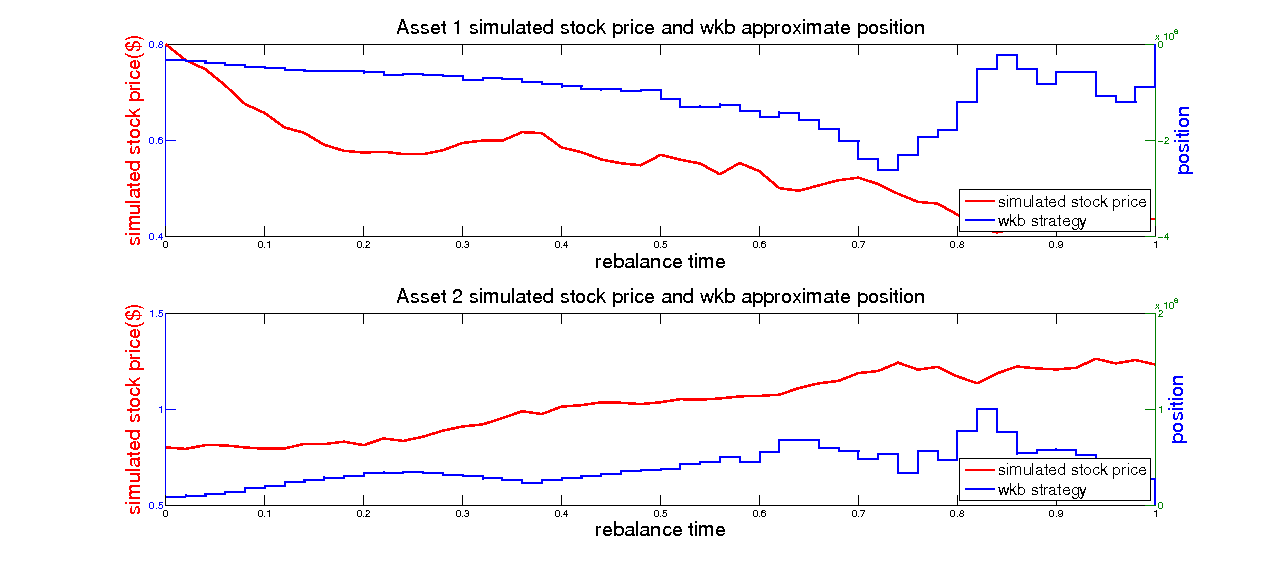 Asset 1 simulated stock price and wkb approximate position
simulated stock price($)
0.8
0.6
0.4
0
0.1
0.2
0.3
0.4
0.5
0.6
0.7
0.8
0.9
1
rebalance time
0
−2
−4
position
simulated stock price
wkb strategy
Asset 2 simulated stock price and wkb approximate position
simulated stock price($)
1.5
1
0.5
0
0.1
0.2
0.3
0.4
0.5
0.6
0.7
0.8
0.9
1
rebalance time
2
1
0
position
simulated stock price
wkb strategy